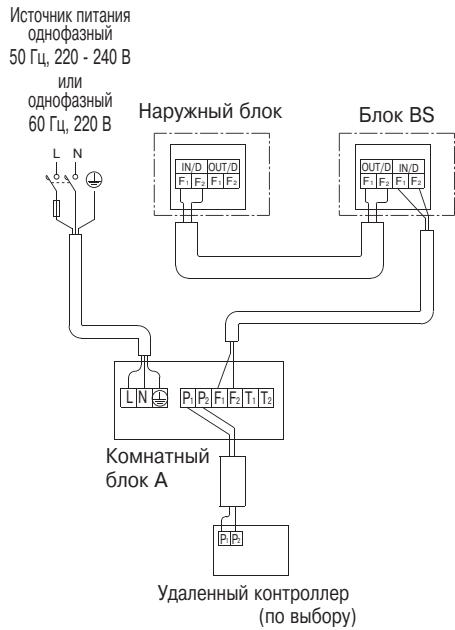 Источник питания
однофазный
50 Гц, 220 - 240 В
или
однофазный
60 Гц, 220 В
L N
Наружный блок
IN/D OUT/D
F1 F2 F1 F2
Блок BS
OUT/D IN/D
F1 F2 F1 F2
L N
P1 P2 F1 F2 T1 T2
Комнатный
блок А
P1 P2
Удаленный контроллер
(по выбору)